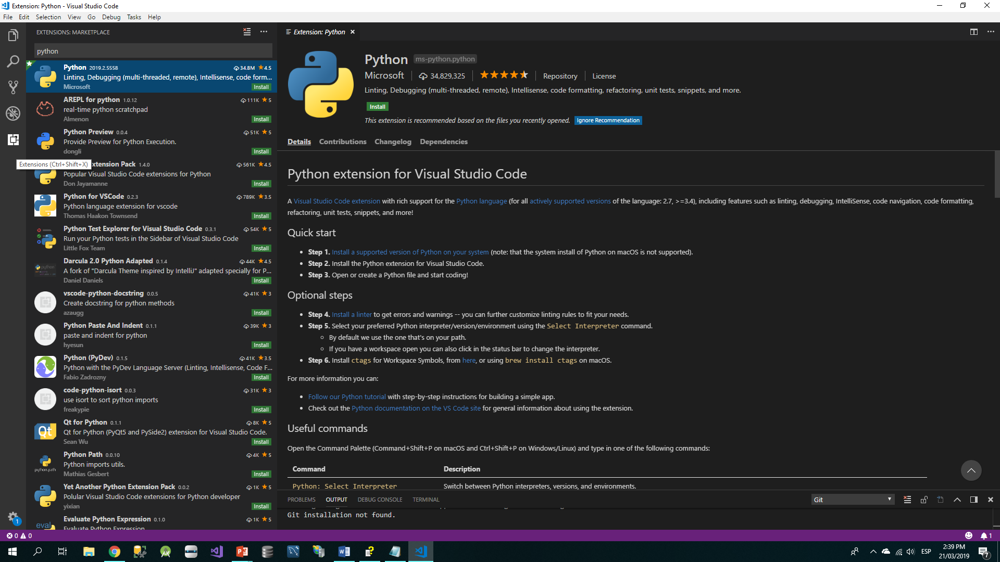 Extension: Python - Visual Studio Code
File Edit Selection View Go Debug Tasks Help
EXTENSIONS: MARKETPLACE
python
Python 2019.2.5558 34.8M 4.5
Linting, Debugging (multi-threaded, remote), Intellisense, code form...
Microsoft Install
AREPL for python 1.0.12 111K 5
real-time python scratchpad
Almenon Install
Python Preview 0.0.4 51K 5
Provide Preview for Python Execution.
dongli Install
Extensions (Ctrl+Shift+X)
xtension Pack 1.4.0 561K 4.5
Popular Visual Studio Code extensions for Python
Don Jayamanne Install
Python for VSCode 0.2.3 789K 3.5
Python language extension for vscode
Thomas Haakon Townsend Install
Python Test Explorer for Visual Studio Code 0.3.1 54K 5
Run your Python tests in the Sidebar of Visual Studio Code
Little Fox Team Install
Darcula 2.0 Python Adapted 0.1.4 44K 4.5
A fork of "Darcula Theme inspired by IntelliJ" adapted specially for P...
Daniel Daniels Install
vscode-python-docstring 0.0.5 41K 3
Create docstring for python methods
azaugg Install
Python Paste And Indent 0.1.1 39K 3
paste and indent for python
hyesun Install
Python (PyDev) 0.1.5 41K 3.5
Python with the PyDev Language Server (Linting, Intellisense, Code F...
Fabio Zadrozny Install
code-python-isort 0.0.3 31K 3
use isort to sort python imports
freakypie Install
Qt
Qt for Python 0.1.1 8K 5
Qt for Python (PyQt5 and PySide2) extension for Visual Studio Code.
Sean Wu Install
python.path
Python Path 0.0.10 4K 5
Python imports utils.
Mathias Gesbert Install
Yet Another Python Extension Pack 0.0.2 1K 5
Polular Visual Studio Code extensions for Python developer
yixian Install
eval
Evaluate Python Expression 0.1.0 1K 5
Evaluate Python Expression
1
Extension: Python
Python ms-python.python
Microsoft 34,829,325 Repository License
Linting, Debugging (multi-threaded, remote), Intellisense, code formatting, refactoring, unit tests, snippets, and more.
Install
This extension is recommended based on the files you recently opened. Ignore Recommendation
Details Contributions Changelog Dependencies
Python extension for Visual Studio Code
A Visual Studio Code extension with rich support for the Python language (for all actively supported versions of the language: 2.7, >=3.4), including features such as linting, debugging, IntelliSense, code navigation, code formatting,
refactoring, unit tests, snippets, and more!
Quick start
Step 1. Install a supported version of Python on your system (note: that the system install of Python on macOS is not supported).
Step 2. Install the Python extension for Visual Studio Code.
Step 3. Open or create a Python file and start coding!
Optional steps
Step 4. Install a linter to get errors and warnings -- you can further customize linting rules to fit your needs.
Step 5. Select your preferred Python interpreter/version/environment using the Select Interpreter command.
By default we use the one that's on your path.
If you have a workspace open you can also click in the status bar to change the interpreter.
Step 6. Install ctags for Workspace Symbols, from here, or using brew install ctags on macOS.
For more information you can:
Follow our Python tutorial with step-by-step instructions for building a simple app.
Check out the Python documentation on the VS Code site for general information about using the extension.
Useful commands
Open the Command Palette (Command+Shift+P on macOS and Ctrl+Shift+P on Windows/Linux) and type in one of the following commands:
Command Description
Python: Select Interpreter Switch between Python interpreters, versions, and environments.
PROBLEMS OUTPUT DEBUG CONSOLE TERMINAL Git
Git installation not found.
0 0 1
ESP
2:39 PM
21/03/2019
7